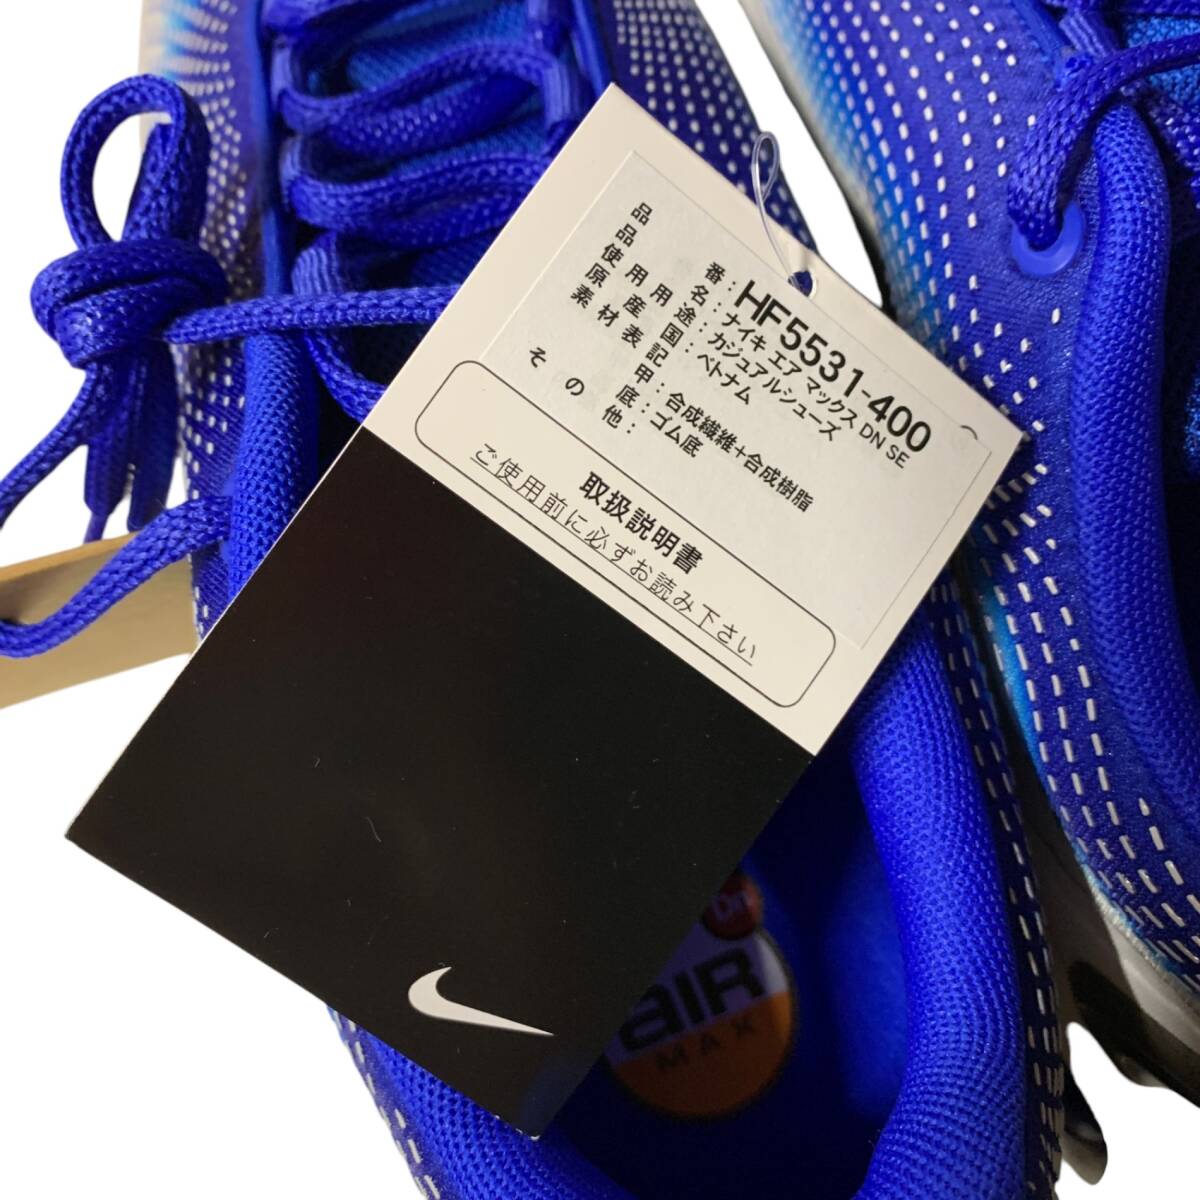 品番：HF5531-400
品名：ナイキ エア マックス DN SE
使用用途：カジュアルシューズ
原産国：ベトナム
素材表記 甲：合成繊維+合成樹脂
底：ゴム底
その他：
取扱説明書
ご使用前に必ずお読み下さい
Dn
AIR
MAX